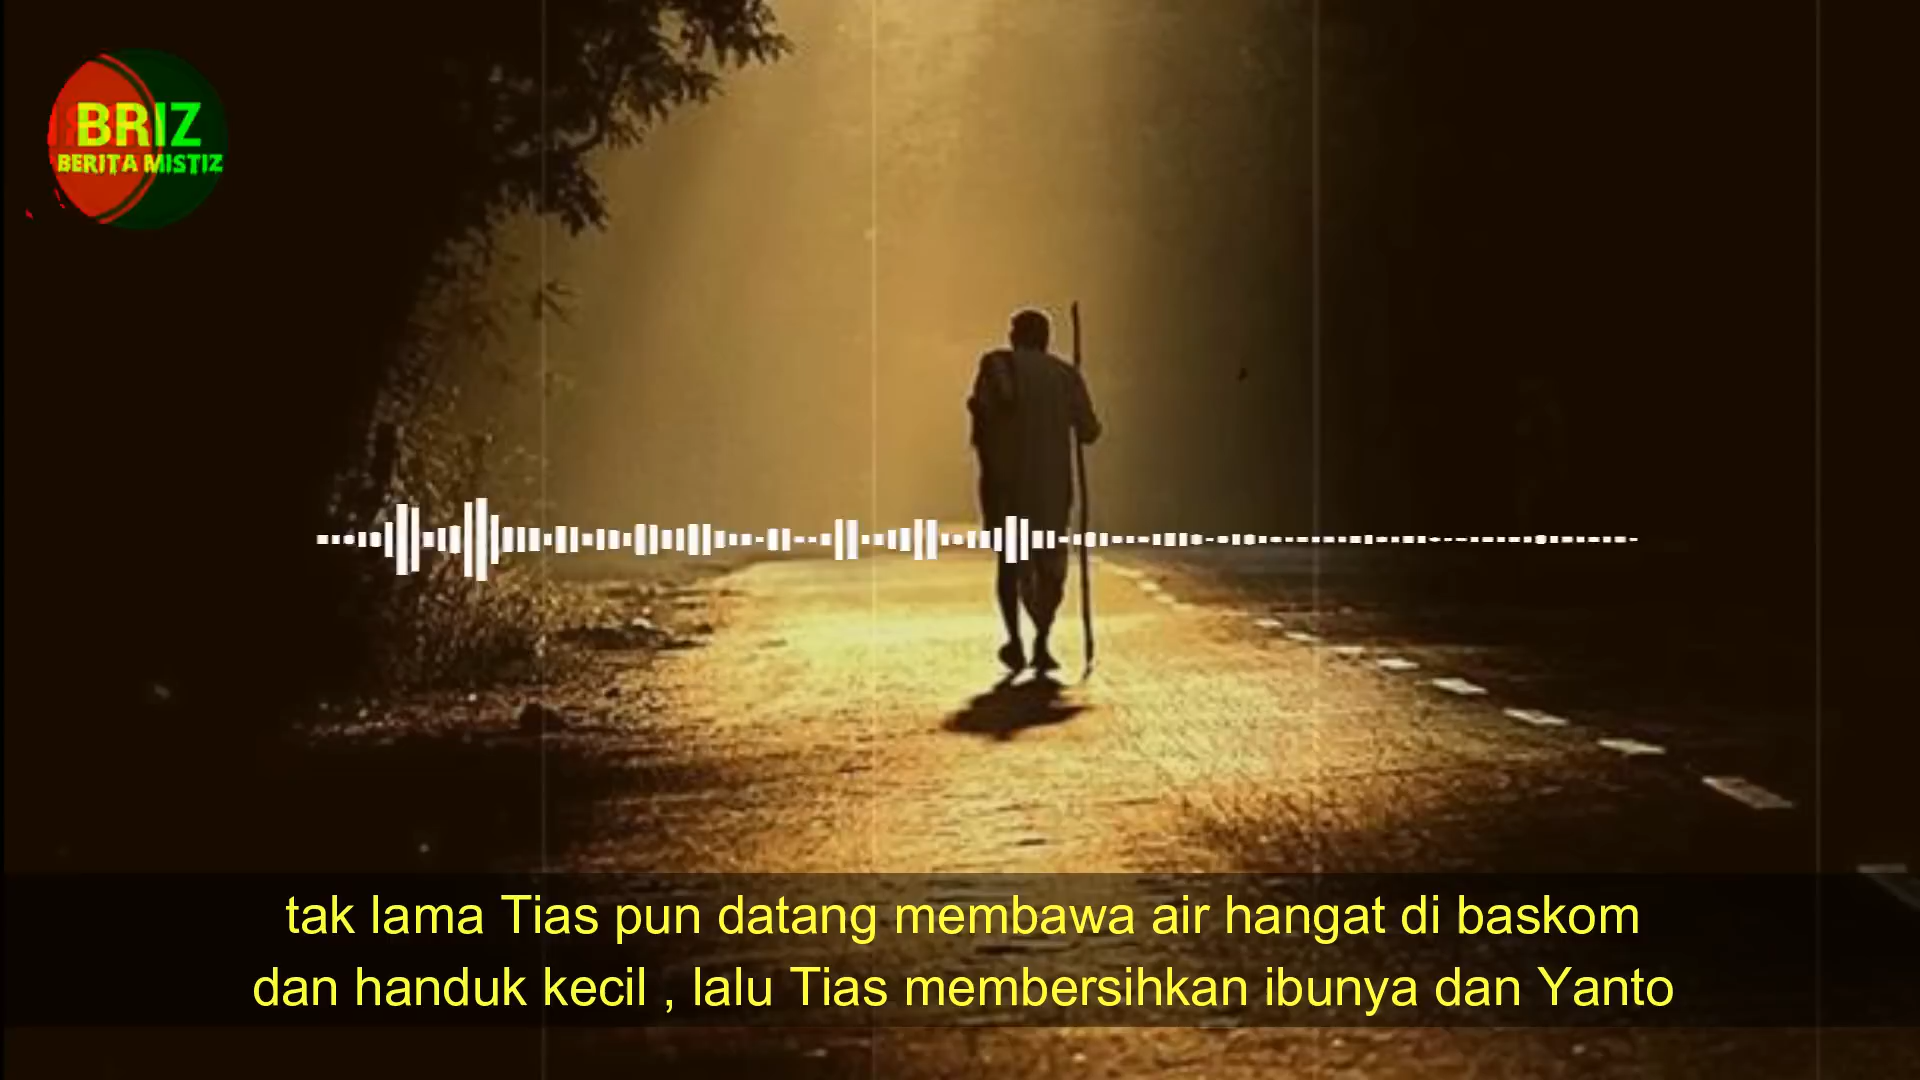 BRIZ
BERITA MISTIZ
tak lama Tias pun datang membawa air hangat di baskom
dan handuk kecil , lalu Tias membersihkan ibunya dan Yanto